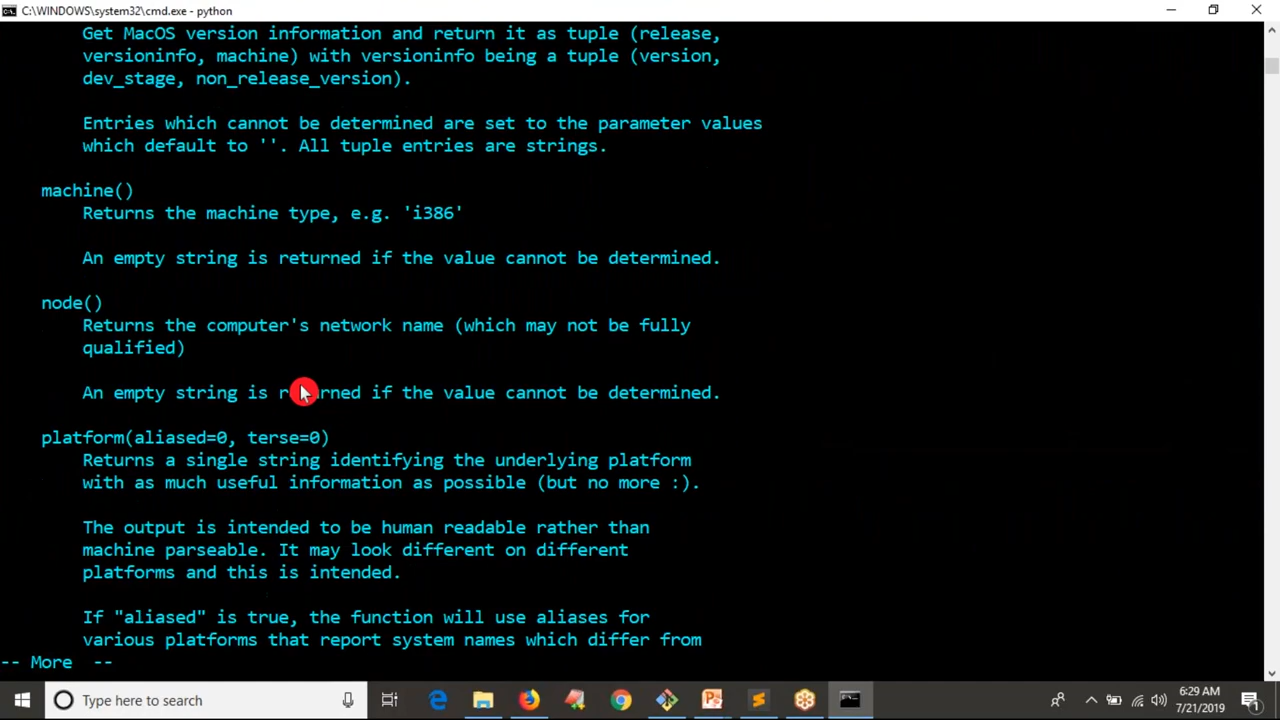 C:\WINDOWS\system32\cmd.exe - python
Get MacOS version information and return it as tuple (release,
versioninfo, machine) with versioninfo being a tuple (version,
dev_stage, non_release_version).
Entries which cannot be determined are set to the parameter values
which default to ''. All tuple entries are strings.
machine()
Returns the machine type, e.g. 'i386'
An empty string is returned if the value cannot be determined.
node()
Returns the computer's network name (which may not be fully
qualified)
An empty string is returned if the value cannot be determined.
platform(aliased=0, terse=0)
Returns a single string identifying the underlying platform
with as much useful information as possible (but no more :).
The output is intended to be human readable rather than
machine parseable. It may look different on different
platforms and this is intended.
If "aliased" is true, the function will use aliases for
various platforms that report system names which differ from
-- More  --
Type here to search
6:29 AM
7/21/2019
1